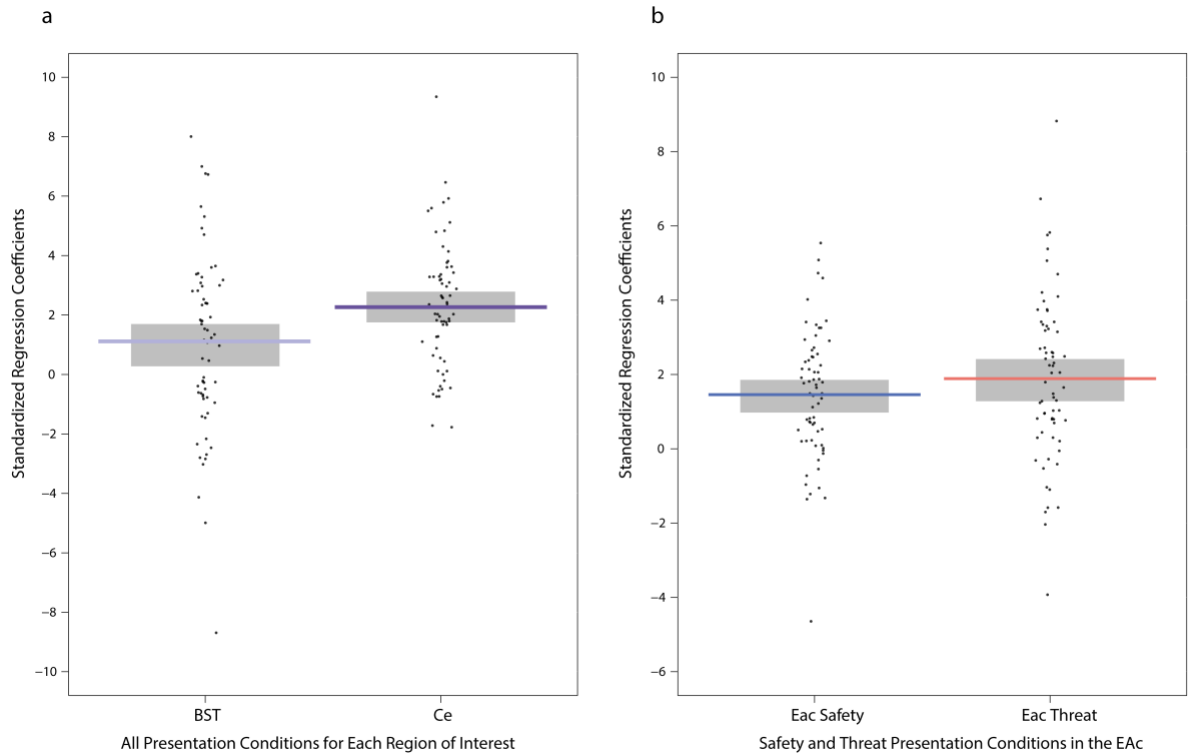 a
Standardized Regression Coefficients
10
8
6
4
2
0
−2
−4
−6
−8
−10
BST
Ce
All Presentation Conditions for Each Region of Interest
b
Standardized Regression Coefficients
10
8
6
4
2
0
−2
−4
−6
Eac Safety
Eac Threat
Safety and Threat Presentation Conditions in the EAc